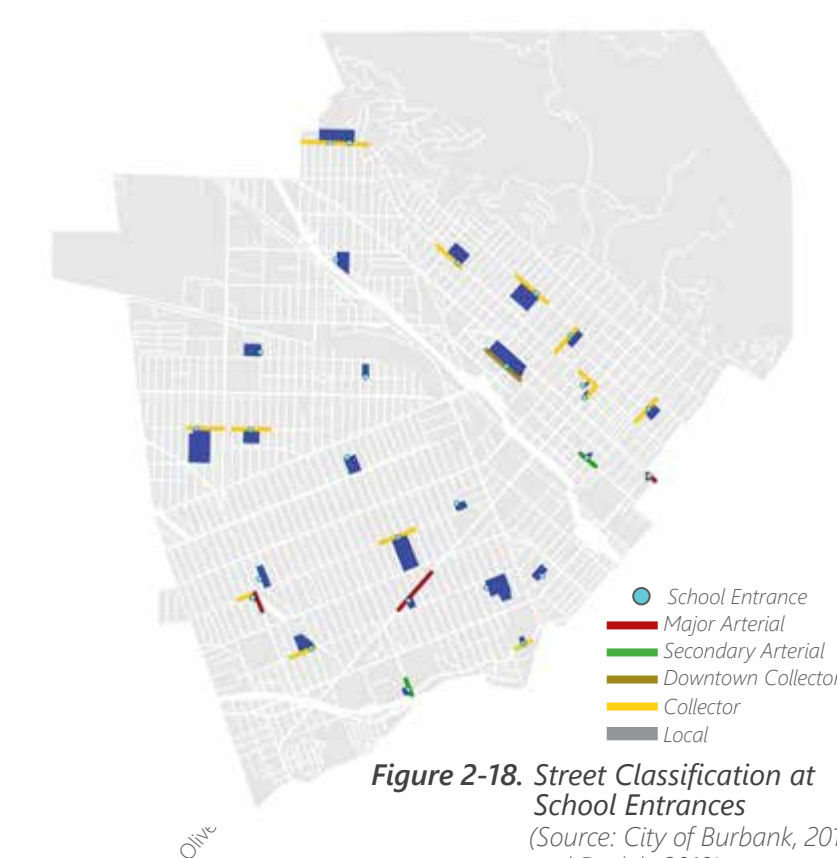 School Entrance
Major Arterial
Secondary Arterial
Downtown Collector
Collector
Local
Figure 2-18. Street Classification at
School Entrances
(Source: City of Burbank, 201
Olive